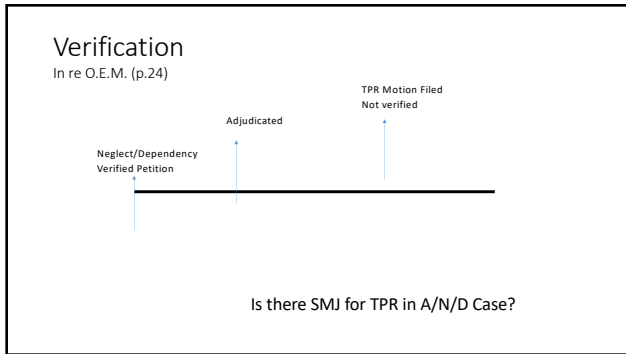 Verification
In re O.E.M. (p.24)
TPR Motion Filed
Not verified
Adjudicated
Neglect/Dependency
Verified Petition
Is there SMJ for TPR in A/N/D Case?